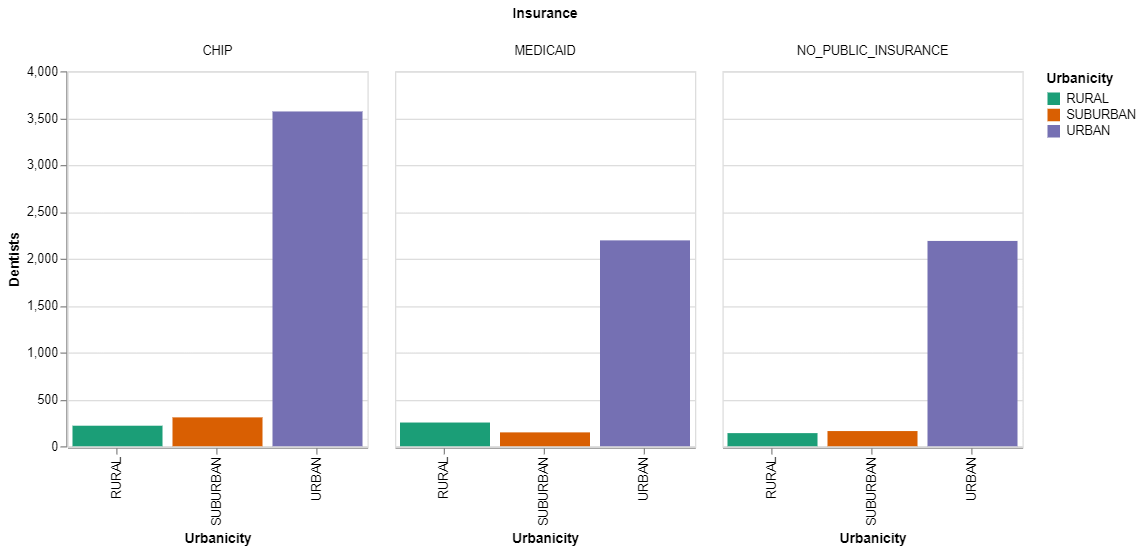 Insurance
CHIP
MEDICAID
NO_PUBLIC_INSURANCE
Dentists
4,000
3,500
3,000
2,500
2,000
1,500
1,000
500
0
RURAL
SUBURBAN
URBAN
Urbanicity
RURAL
SUBURBAN
URBAN
Urbanicity
RURAL
SUBURBAN
URBAN
Urbanicity
Urbanicity
RURAL
SUBURBAN
URBAN